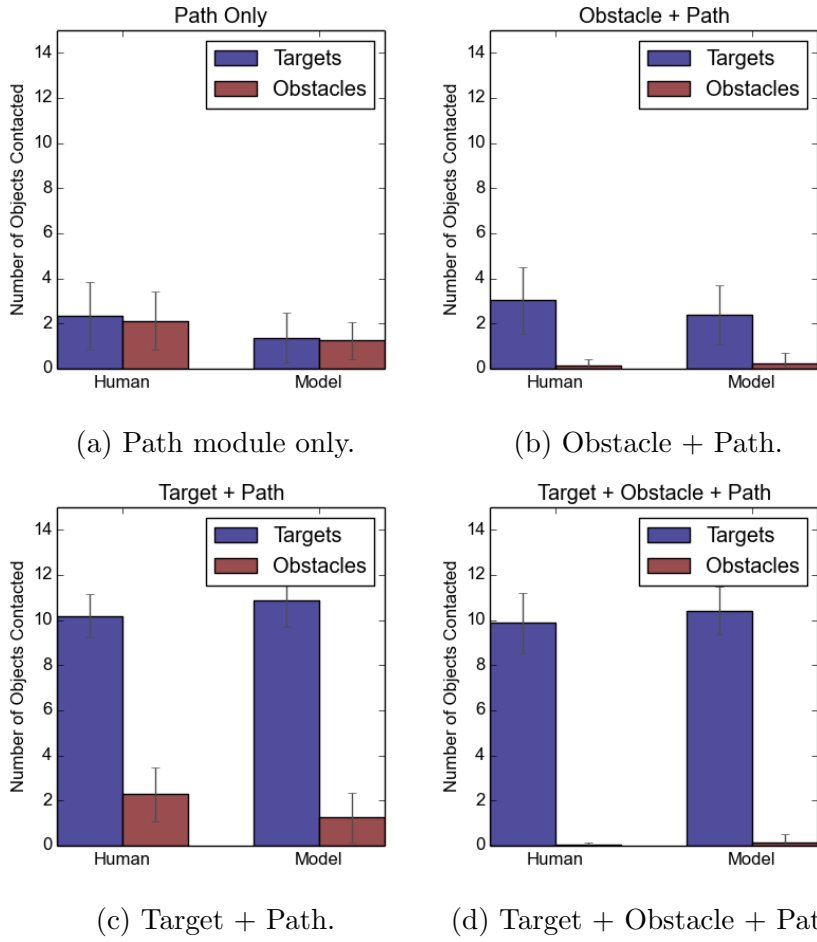 Path Only
Number of Objects Contacted
14
12
10
8
6
4
2
0
Targets
Obstacles
Human Model
(a) Path module only.
Obstacle + Path
Number of Objects Contacted
14
12
10
8
6
4
2
0
Targets
Obstacles
Human Model
(b) Obstacle + Path.
Target + Path
Number of Objects Contacted
14
12
10
8
6
4
2
0
Targets
Obstacles
Human Model
(c) Target + Path.
Target + Obstacle + Path
Number of Objects Contacted
14
12
10
8
6
4
2
0
Targets
Obstacles
Human Model
(d) Target + Obstacle + Pat